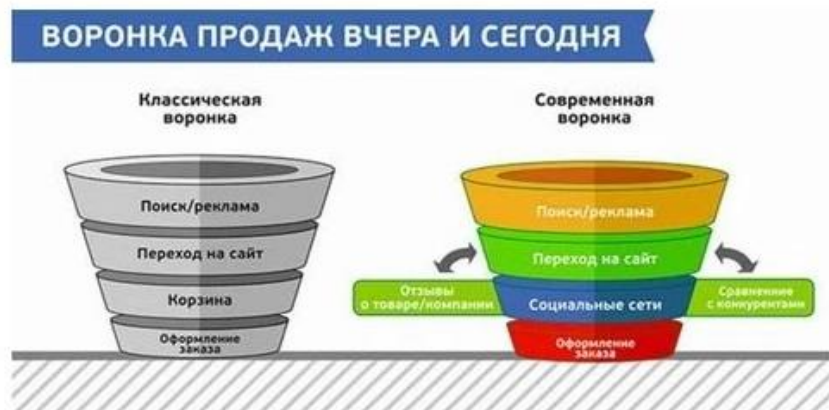 ВОРОНКА ПРОДАЖ ВЧЕРА И СЕГОДНЯ
Классическая
воронка
Поиск/реклама
Переход на сайт
Корзина
Оформление
заказа
Современная
воронка
Поиск/реклама
Переход на сайт
Отзывы
о товаре/компании
Социальные сети
Сравнение
с конкурентами
Оформление
заказа